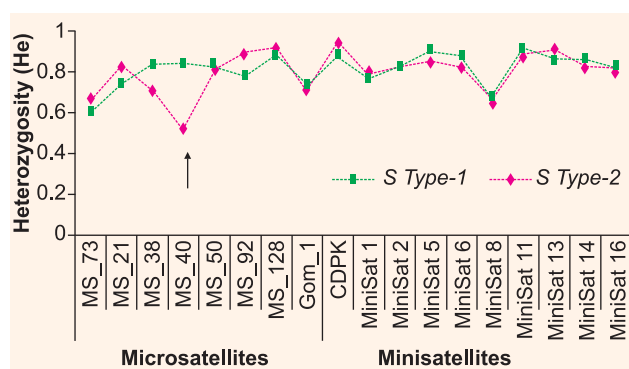 Heterozygosity (He)
1
0.8
0.6
0.4
0.2
0
S Type-1
S Type-2
MS_73
MS_21
MS_38
MS_40
MS_50
MS_92
MS_128
Gom_1
CDPK
MiniSat 1
MiniSat 2
MiniSat 5
MiniSat 6
MiniSat 8
MiniSat 11
MiniSat 13
MiniSat 14
MiniSat 16
Microsatellites
Minisatellites